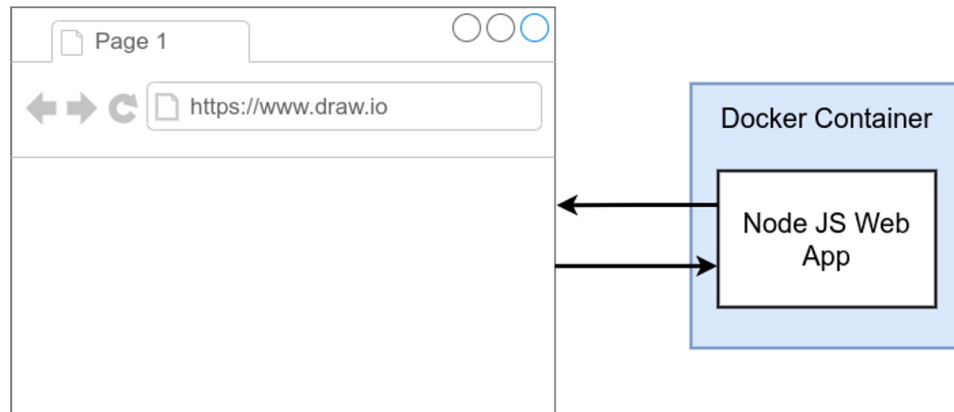 Page 1
https://www.draw.io
Docker Container
Node JS Web
App